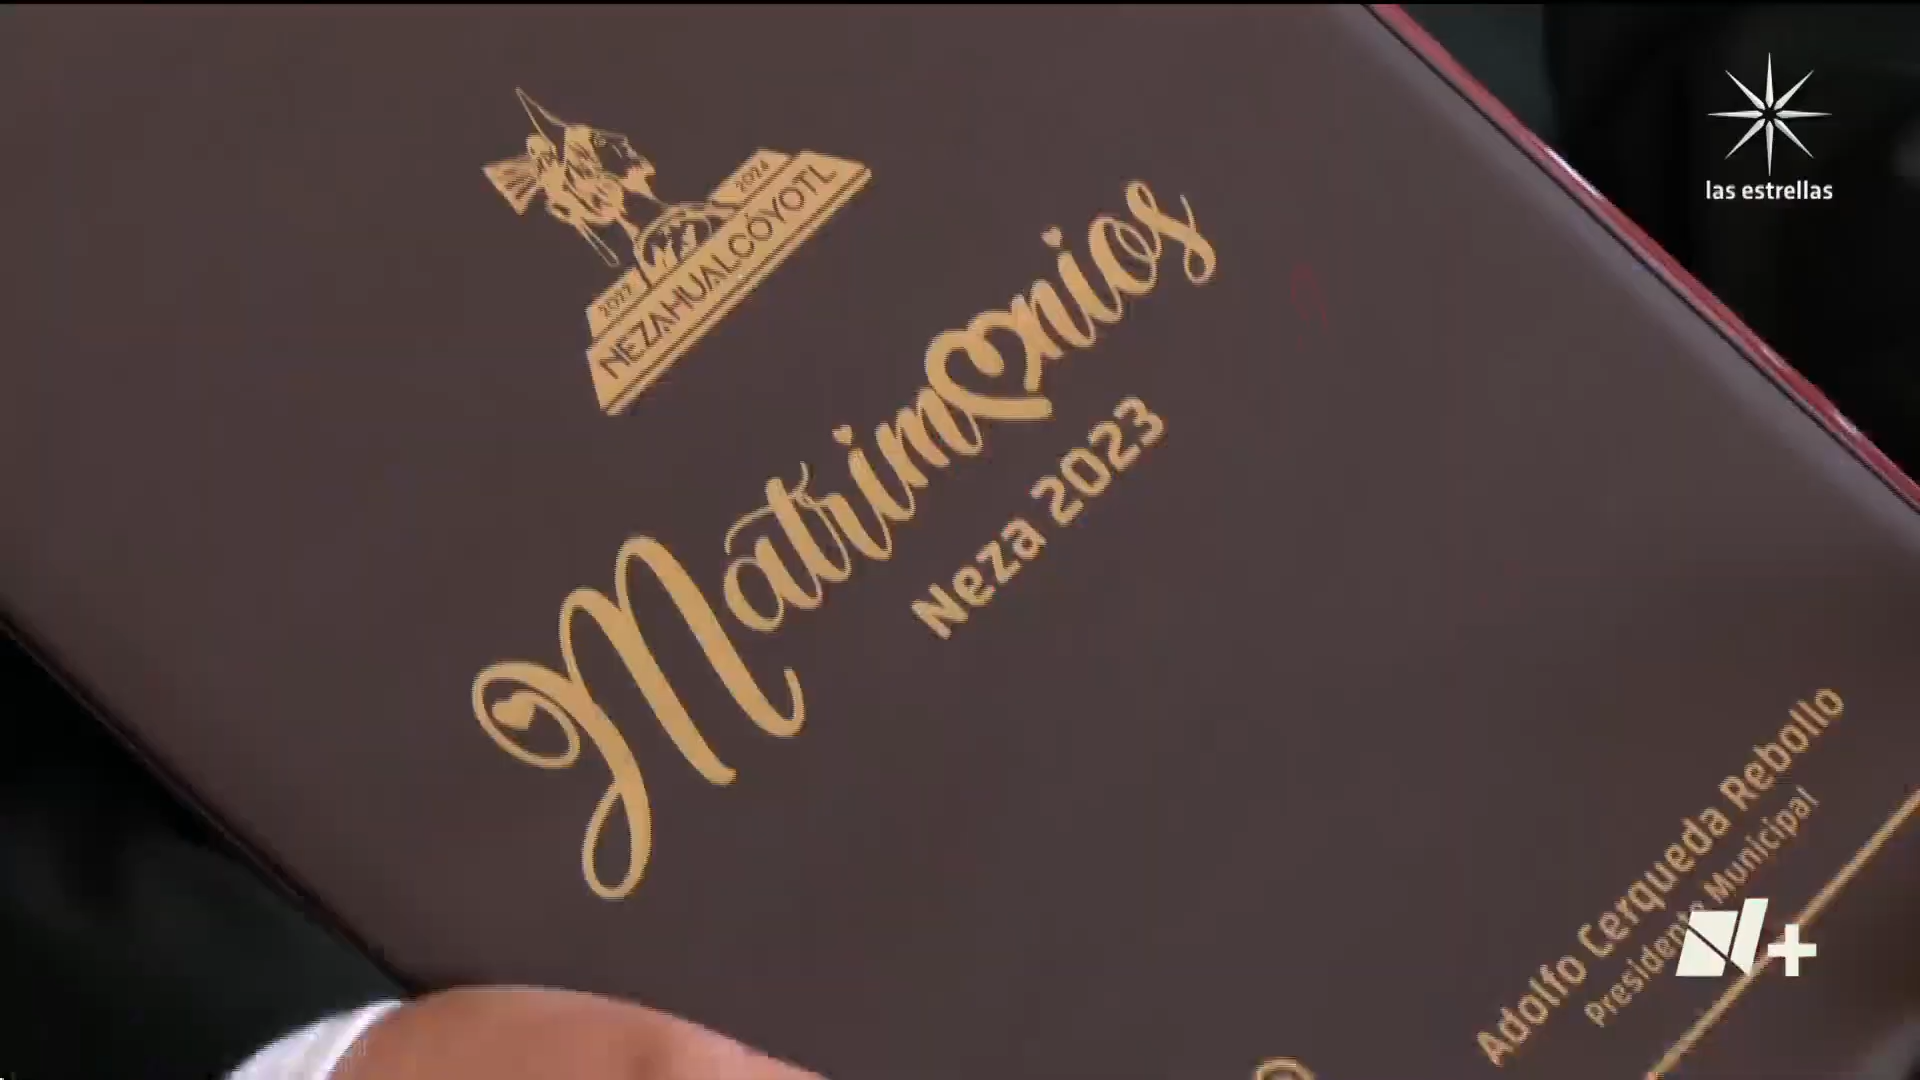 las estrellas
2022
2024
NEZAHUALCÓYOTL
Matrimonios
Neza 2023
Adolfo Cerqueda Rebollo
Presidente Municipal
N+